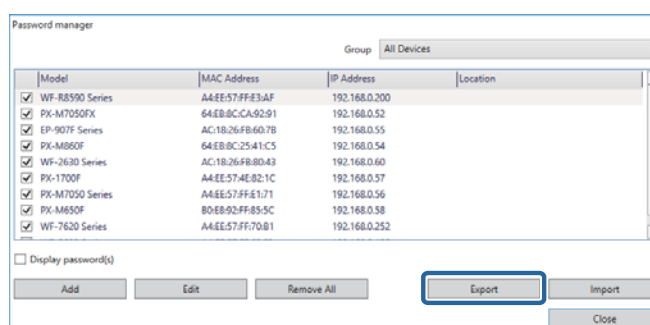 Password manager
Group All Devices
Model MAC Address IP Address Location
WF-R8590 Series A4:EE:57:FF:E3:AF 192.168.0.200
PX-M7050FX 64:EB:8C:CA:92:91 192.168.0.52
EP-907F Series AC:18:26:FB:60:7B 192.168.0.55
PX-M860F 64:EB:8C:25:41:C5 192.168.0.54
WF-2630 Series AC:18:26:FB:80:43 192.168.0.60
PX-1700F A4:EE:57:4E:82:1C 192.168.0.57
PX-M7050 Series A4:EE:57:FF:E1:71 192.168.0.56
PX-M650F B0:E8:92:FF:85:5C 192.168.0.58
WF-7620 Series A4:EE:57:FF:70:B1 192.168.0.252
Display password(s)
Add Edit Remove All Export Import
Close